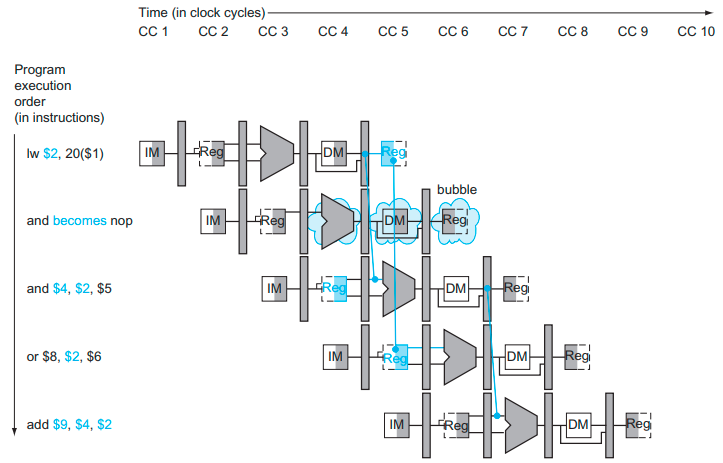 Time (in clock cycles)
CC 1 CC 2 CC 3 CC 4 CC 5 CC 6 CC 7 CC 8 CC 9 CC 10
Program
execution
order
(in instructions)
lw $2, 20($1) IM Reg DM Reg
bubble
and becomes nop IM Reg DM Reg
and $4, $2, $5 IM Reg DM Reg
or $8, $2, $6 IM Reg DM Reg
add $9, $4, $2 IM Reg DM Reg